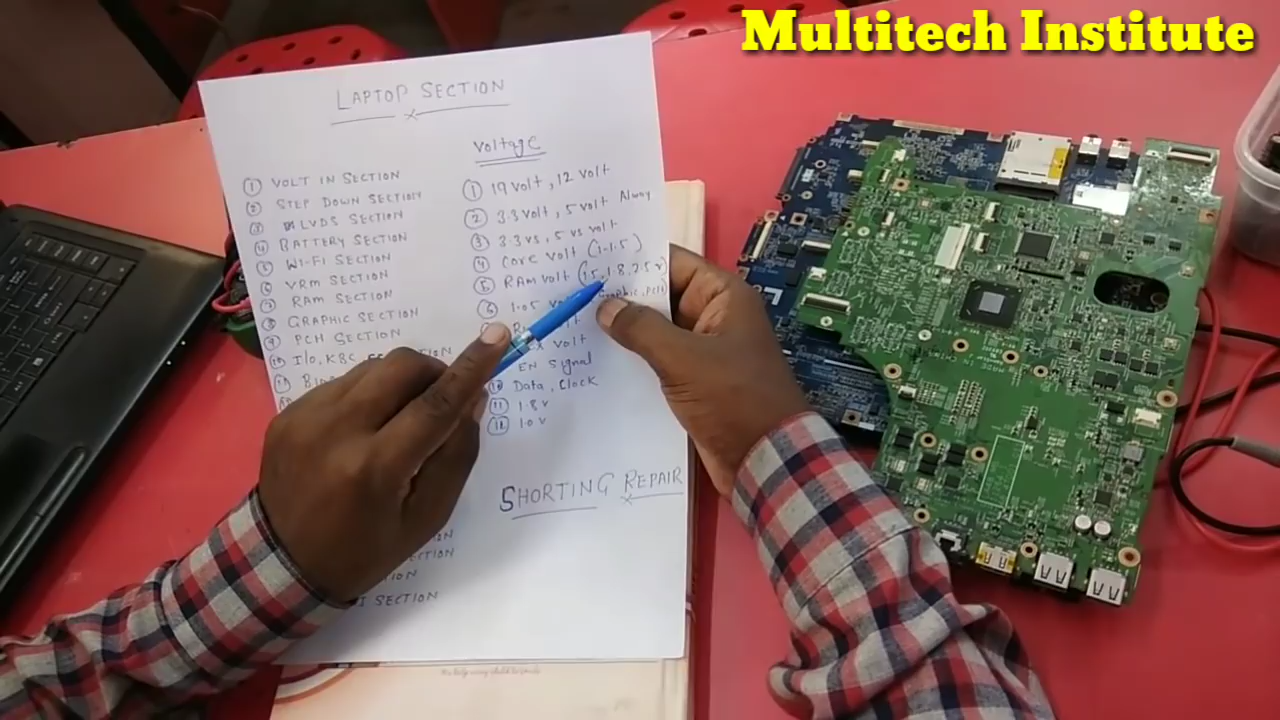 Multitech Institute
LAPTOP SECTION
① VOLT IN SECTION
② STEP DOWN SECTION
③ LVDS SECTION
④ BATTERY SECTION
⑤ WI-FI SECTION
⑥ VRM SECTION
⑦ RAM SECTION
⑧ GRAPHIC SECTION
⑨ PCH SECTION
⑩ I/O, KBC
⑪
SECTION
Voltage
① 19 Volt, 12 Volt
② 3.3 Volt, 5 Volt Alway
③ 3.3 vs, 5 vs volt
④ Core volt (1-1.5)
⑤ RAM volt (1.5, 1.8, 2.5 v)
⑥ 1.05
PCH)
Volt
EN Signal
⑩ Data, Clock
⑪ 1.8 v
⑫ 1.0 v
SHORTING REPAIR
SECTION